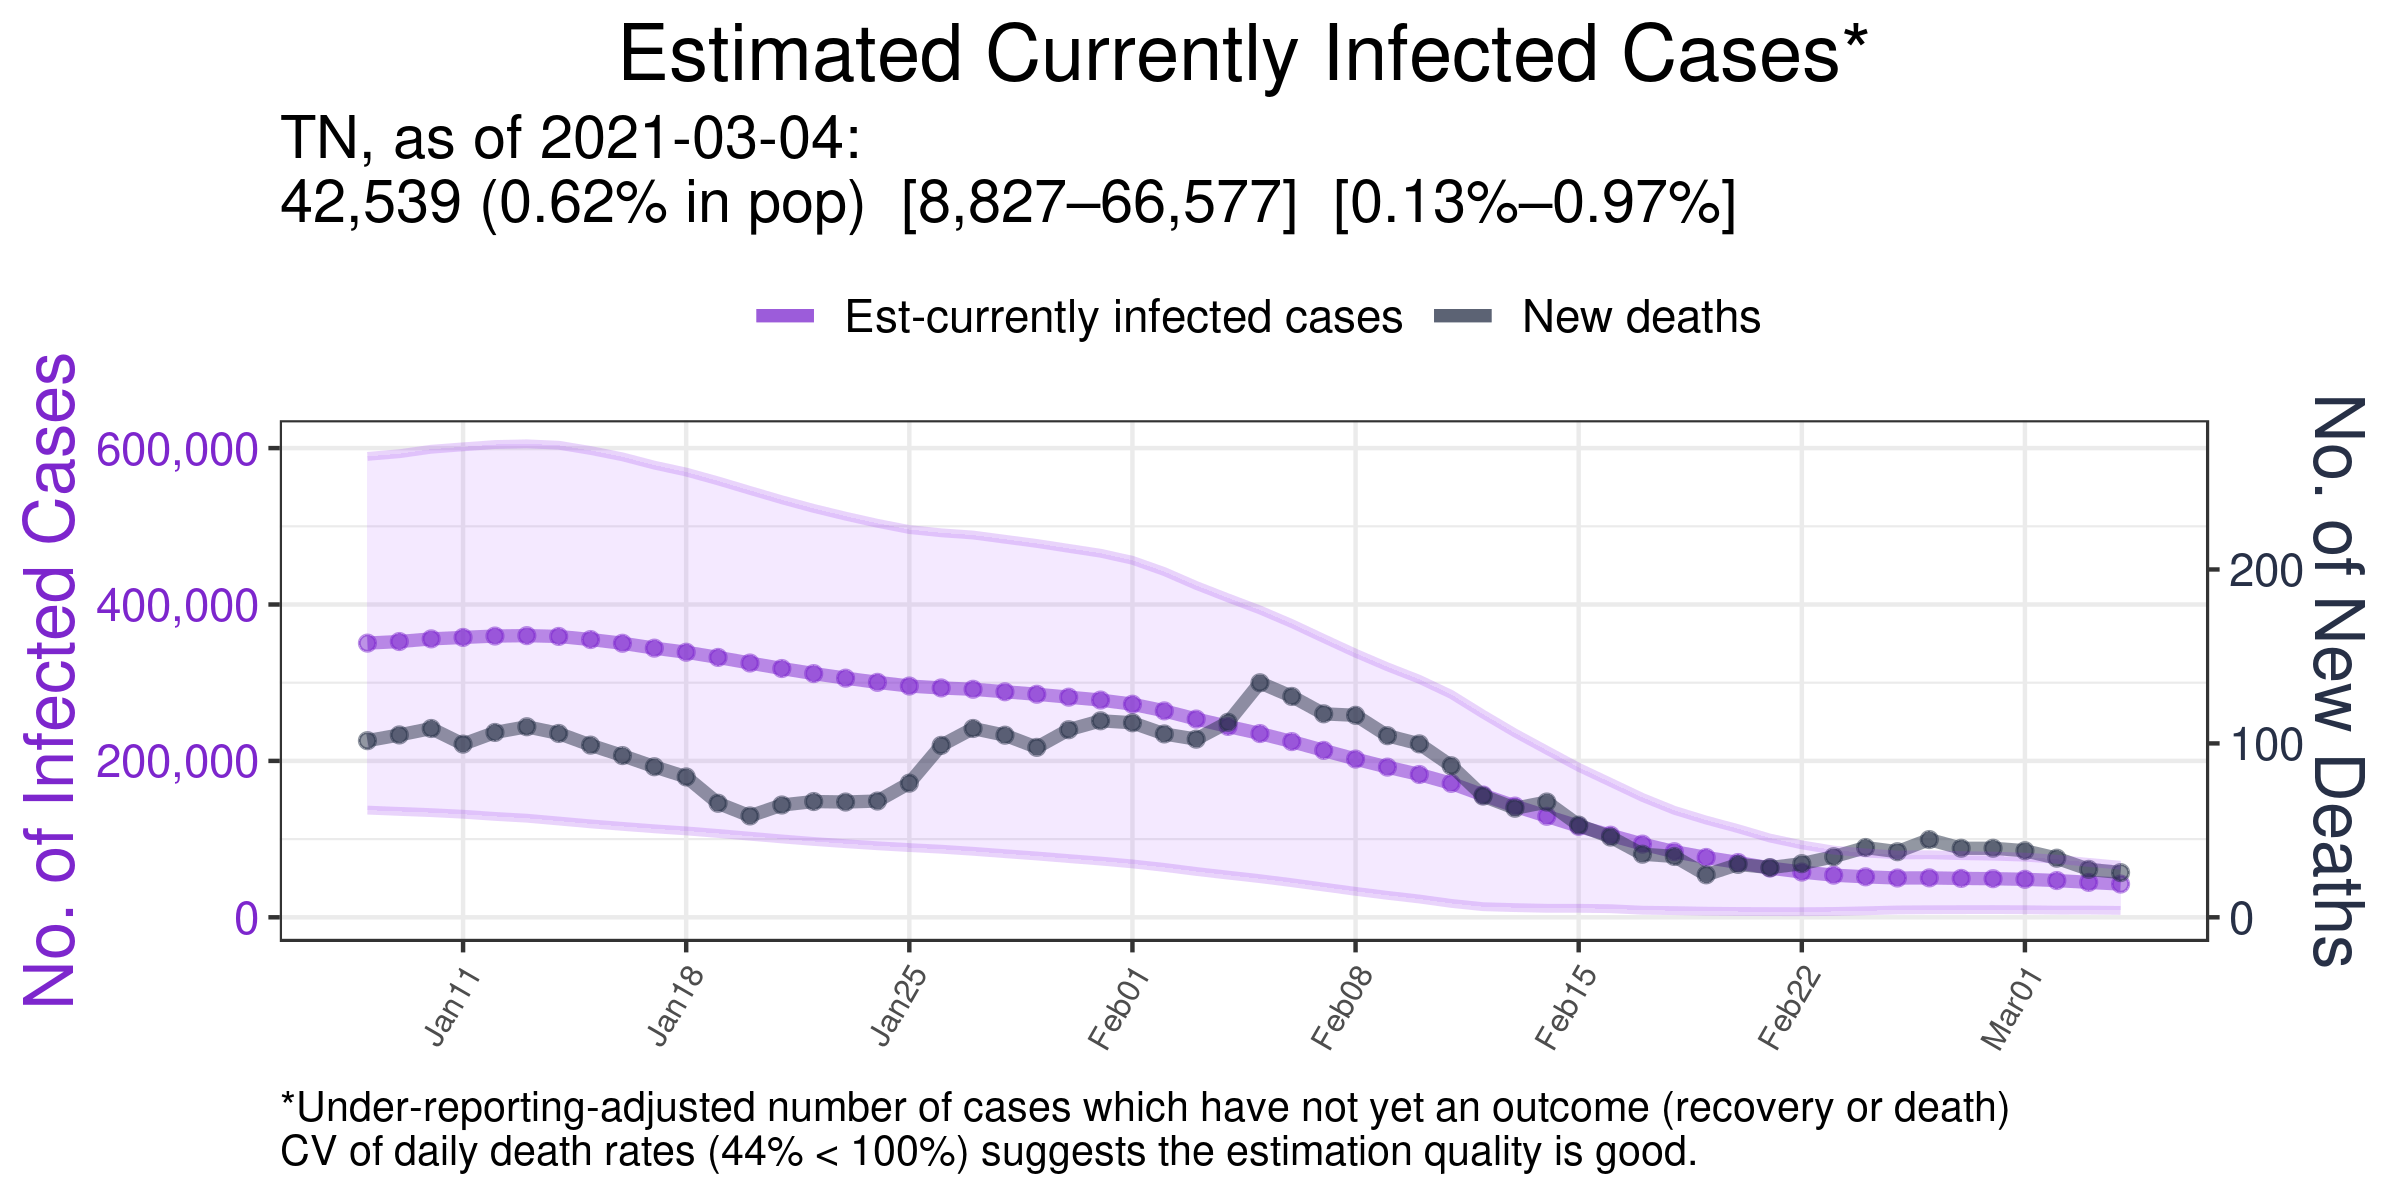 Estimated Currently Infected Cases*
TN, as of 2021-03-04:
42,539 (0.62% in pop)  [8,827–66,577]  [0.13%–0.97%]
Est-currently infected cases
New deaths
No. of Infected Cases
600,000
400,000
200,000
0
No. of New Deaths
200
100
0
Jan11
Jan18
Jan25
Feb01
Feb08
Feb15
Feb22
Mar01
*Under-reporting-adjusted number of cases which have not yet an outcome (recovery or death)
CV of daily death rates (44% < 100%) suggests the estimation quality is good.